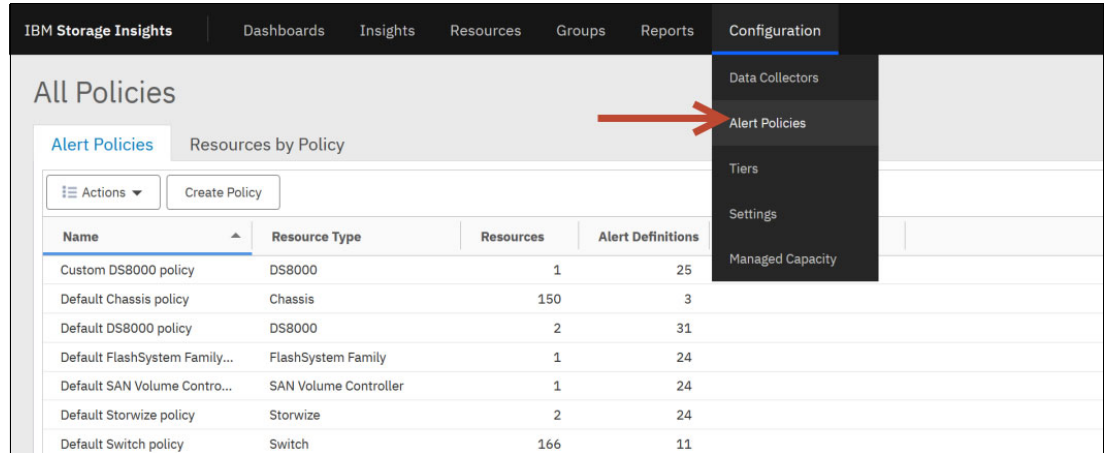 IBM Storage Insights Dashboards Insights Resources Groups Reports Configuration
Data Collectors
All Policies
Alert Policies
Alert Policies Resources by Policy
Tiers
Actions Create Policy
Settings
Name Resource Type Resources Alert Definitions
Managed Capacity
Custom DS8000 policy DS8000 1 25
Default Chassis policy Chassis 150 3
Default DS8000 policy DS8000 2 31
Default FlashSystem Family... FlashSystem Family 1 24
Default SAN Volume Contro... SAN Volume Controller 1 24
Default Storwize policy Storwize 2 24
Default Switch policy Switch 166 11